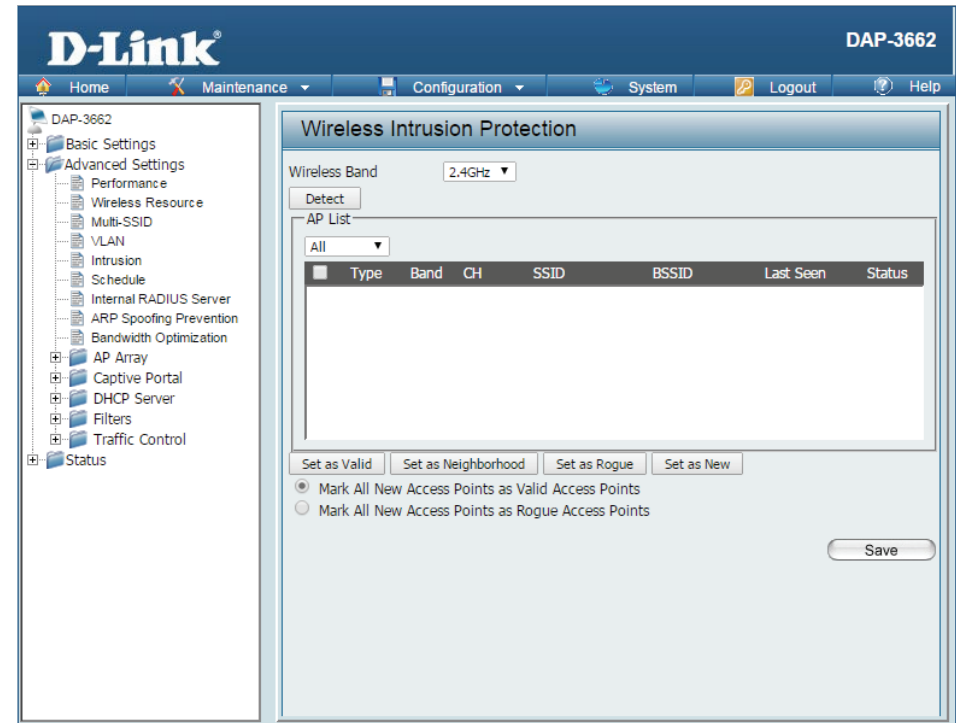 D-Link
DAP-3662
Home Maintenance Configuration System Logout Help
DAP-3662
Basic Settings
Advanced Settings
Performance
Wireless Resource
Multi-SSID
VLAN
Intrusion
Schedule
Internal RADIUS Server
ARP Spoofing Prevention
Bandwidth Optimization
AP Array
Captive Portal
DHCP Server
Filters
Traffic Control
Status
Wireless Intrusion Protection
Wireless Band 2.4GHz
Detect
AP List
All
Type Band CH SSID BSSID Last Seen Status
Set as Valid Set as Neighborhood Set as Rogue Set as New
Mark All New Access Points as Valid Access Points
Mark All New Access Points as Rogue Access Points
Save